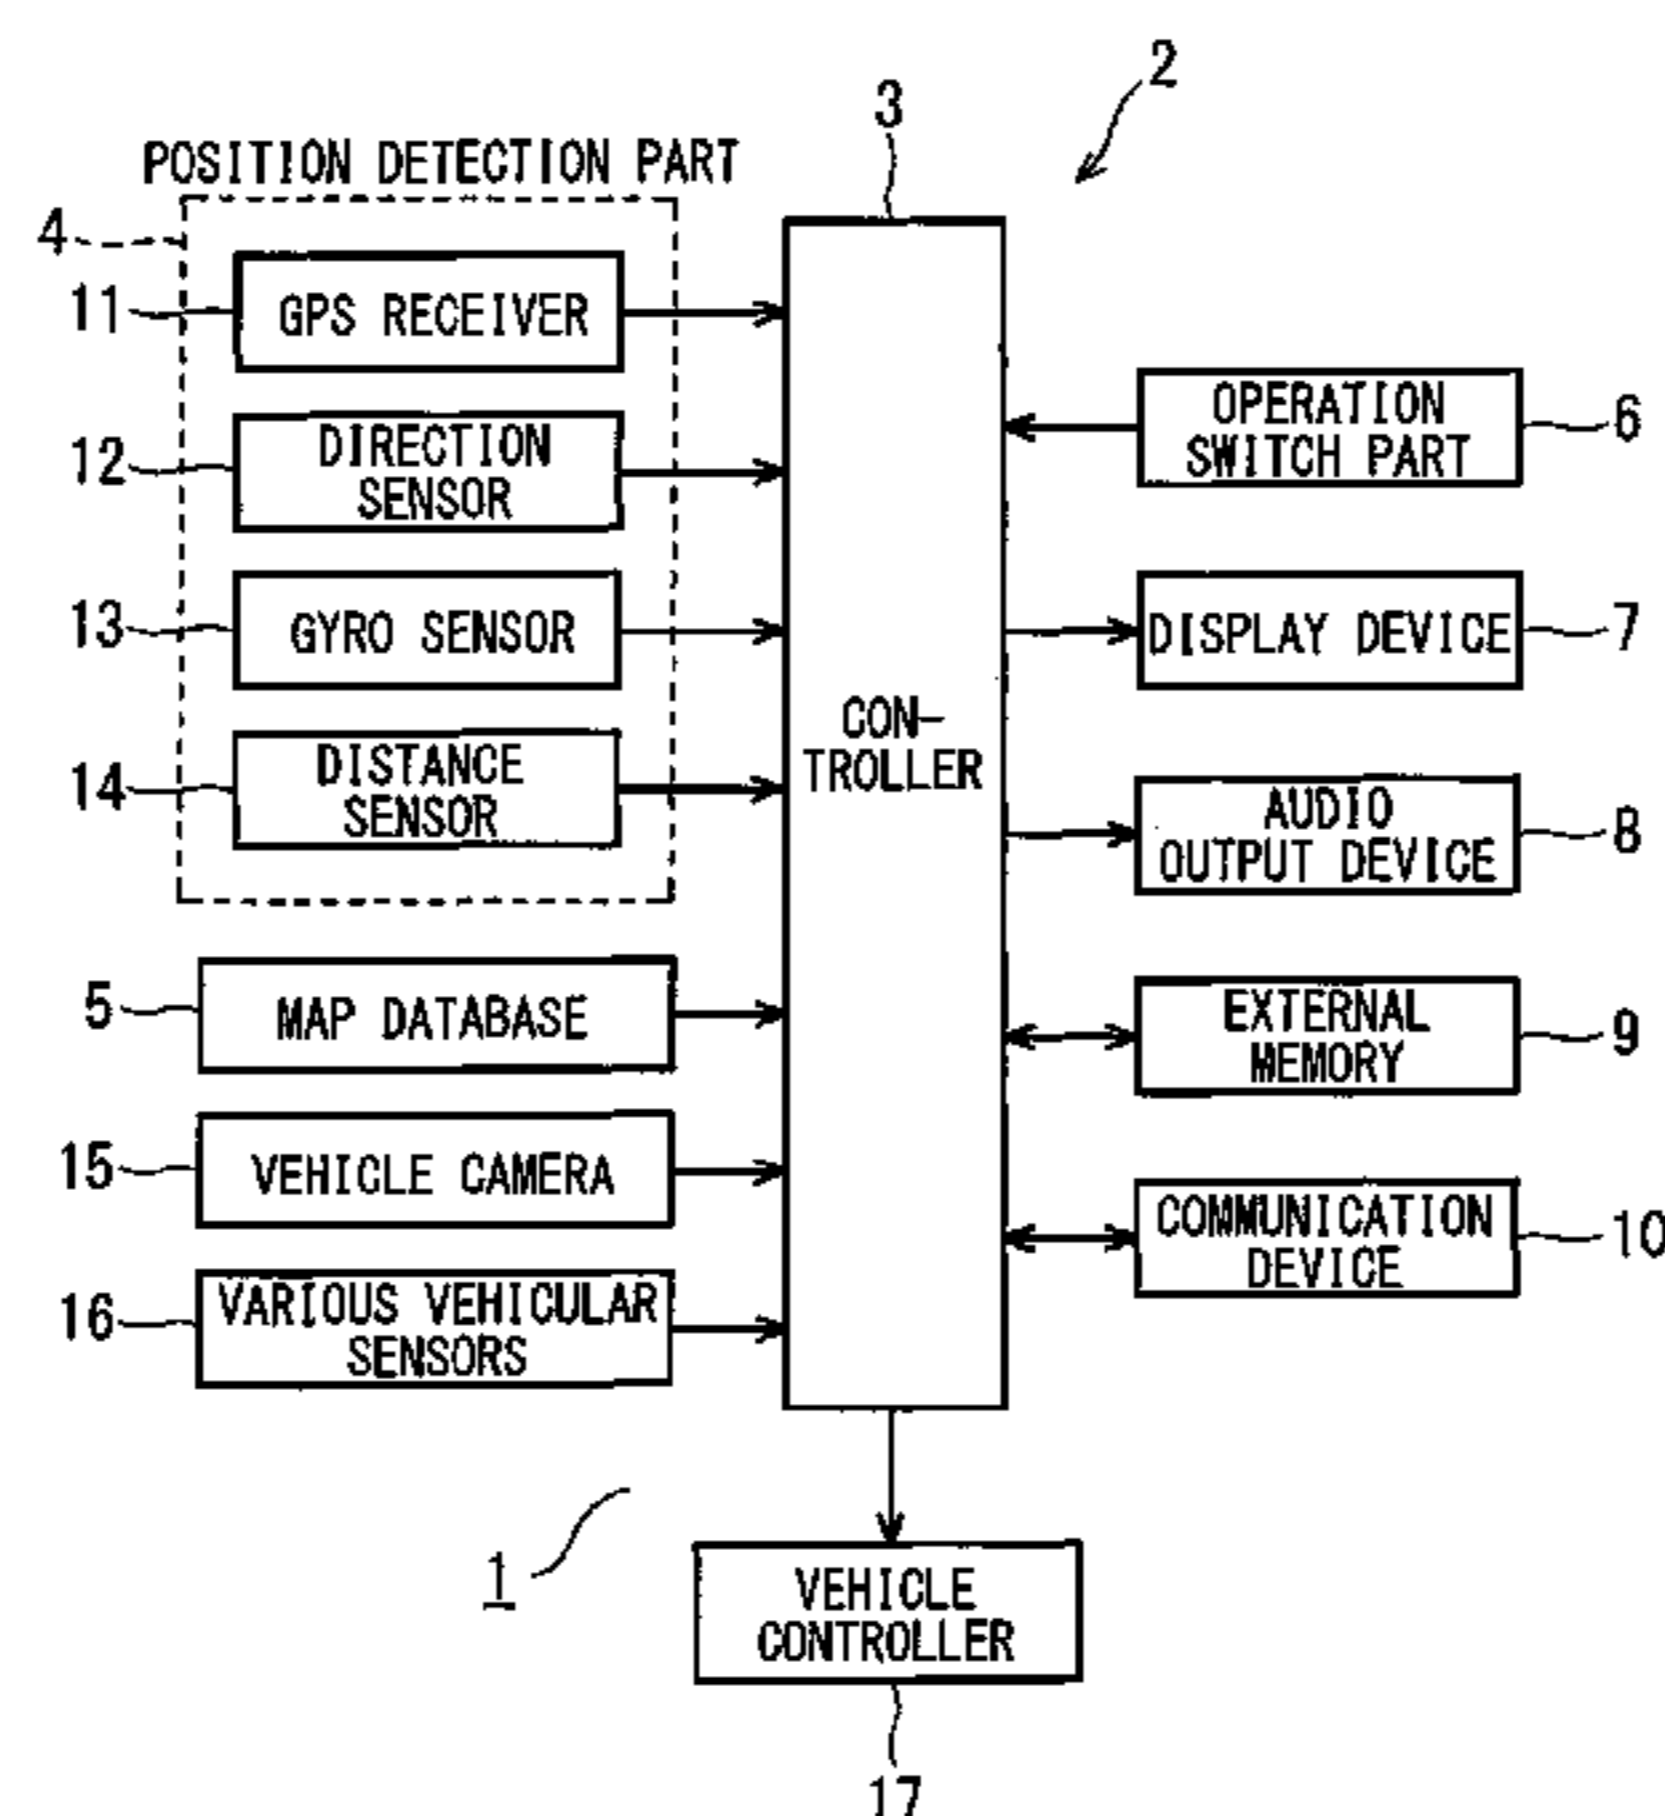 2
3
POSITION DETECTION PART
4
11
GPS RECEIVER
12
DIRECTION
SENSOR
13
GYRO SENSOR
14
DISTANCE
SENSOR
5
MAP DATABASE
15
VEHICLE CAMERA
16
VARIOUS VEHICULAR
SENSORS
CON-
TROLLER
OPERATION
SWITCH PART
6
DISPLAY DEVICE
7
AUDIO
OUTPUT DEVICE
8
EXTERNAL
MEMORY
9
COMMUNICATION
DEVICE
10
1
VEHICLE
CONTROLLER
17